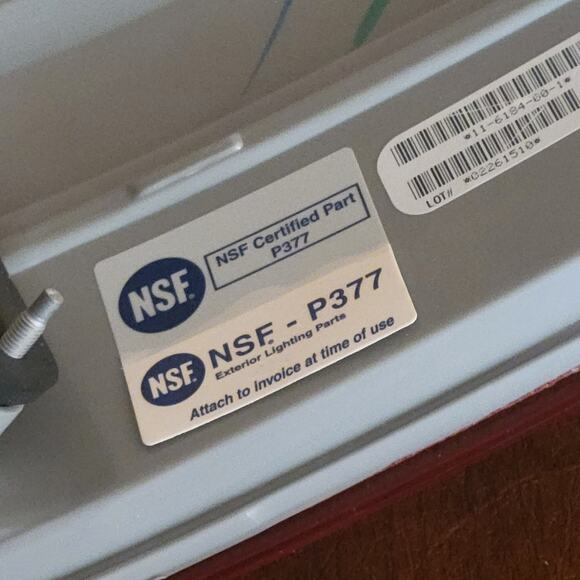 *11-6184-60-1*
LOT# *02261510*
NSF®
NSF Certified Part
P377
NSF®
NSF® - P377
Exterior Lighting Parts
Attach to invoice at time of use